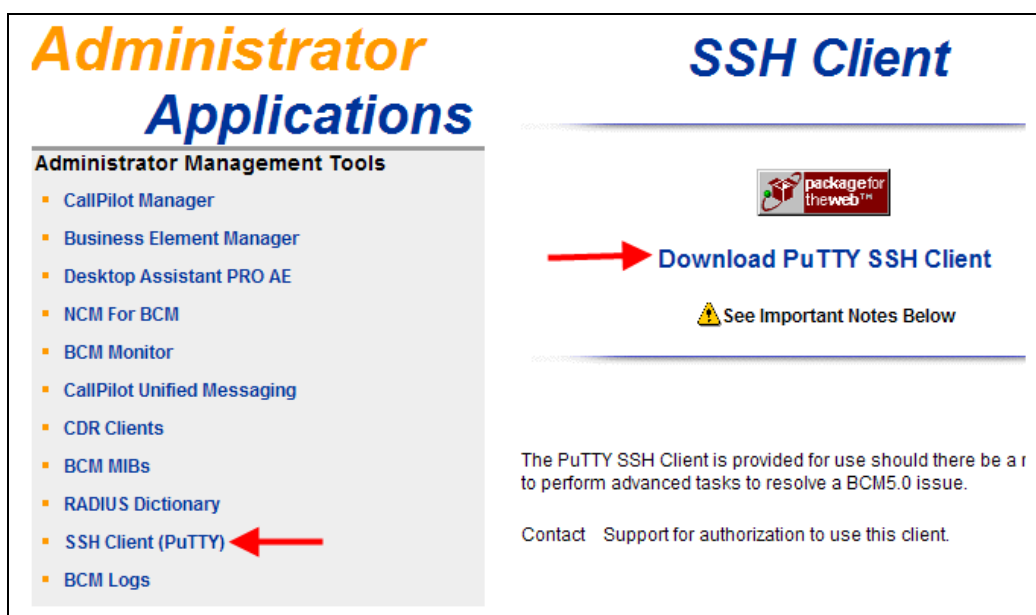 Administrator
Applications
Administrator Management Tools
CallPilot Manager
Business Element Manager
Desktop Assistant PRO AE
NCM For BCM
BCM Monitor
CallPilot Unified Messaging
CDR Clients
BCM MIBs
RADIUS Dictionary
SSH Client (PuTTY)
BCM Logs
SSH Client
package for
the web™
Download PuTTY SSH Client
See Important Notes Below
The PuTTY SSH Client is provided for use should there be a
to perform advanced tasks to resolve a BCM5.0 issue.
Contact Support for authorization to use this client.